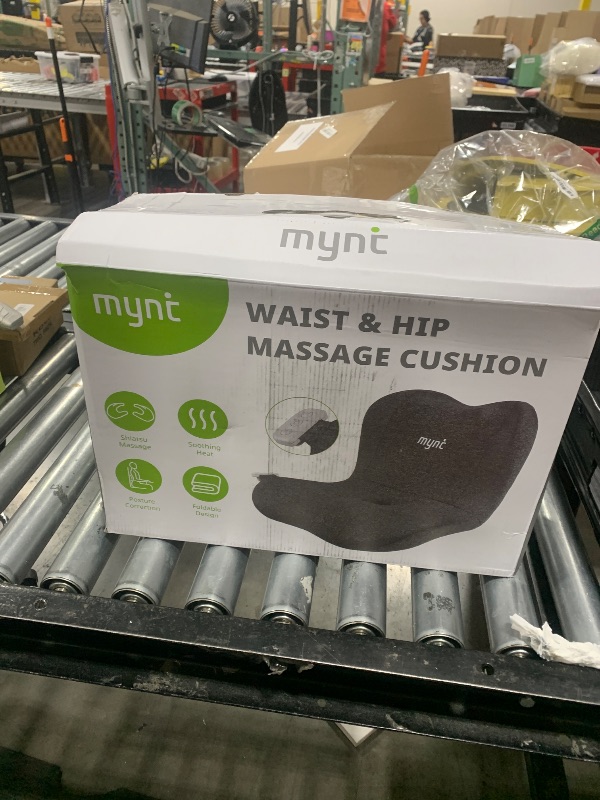 mynt
mynt
WAIST & HIP
MASSAGE CUSHION
mynt
Shiatsu
Massage
Soothing
Heat
Posture
Correction
Foldable
Design